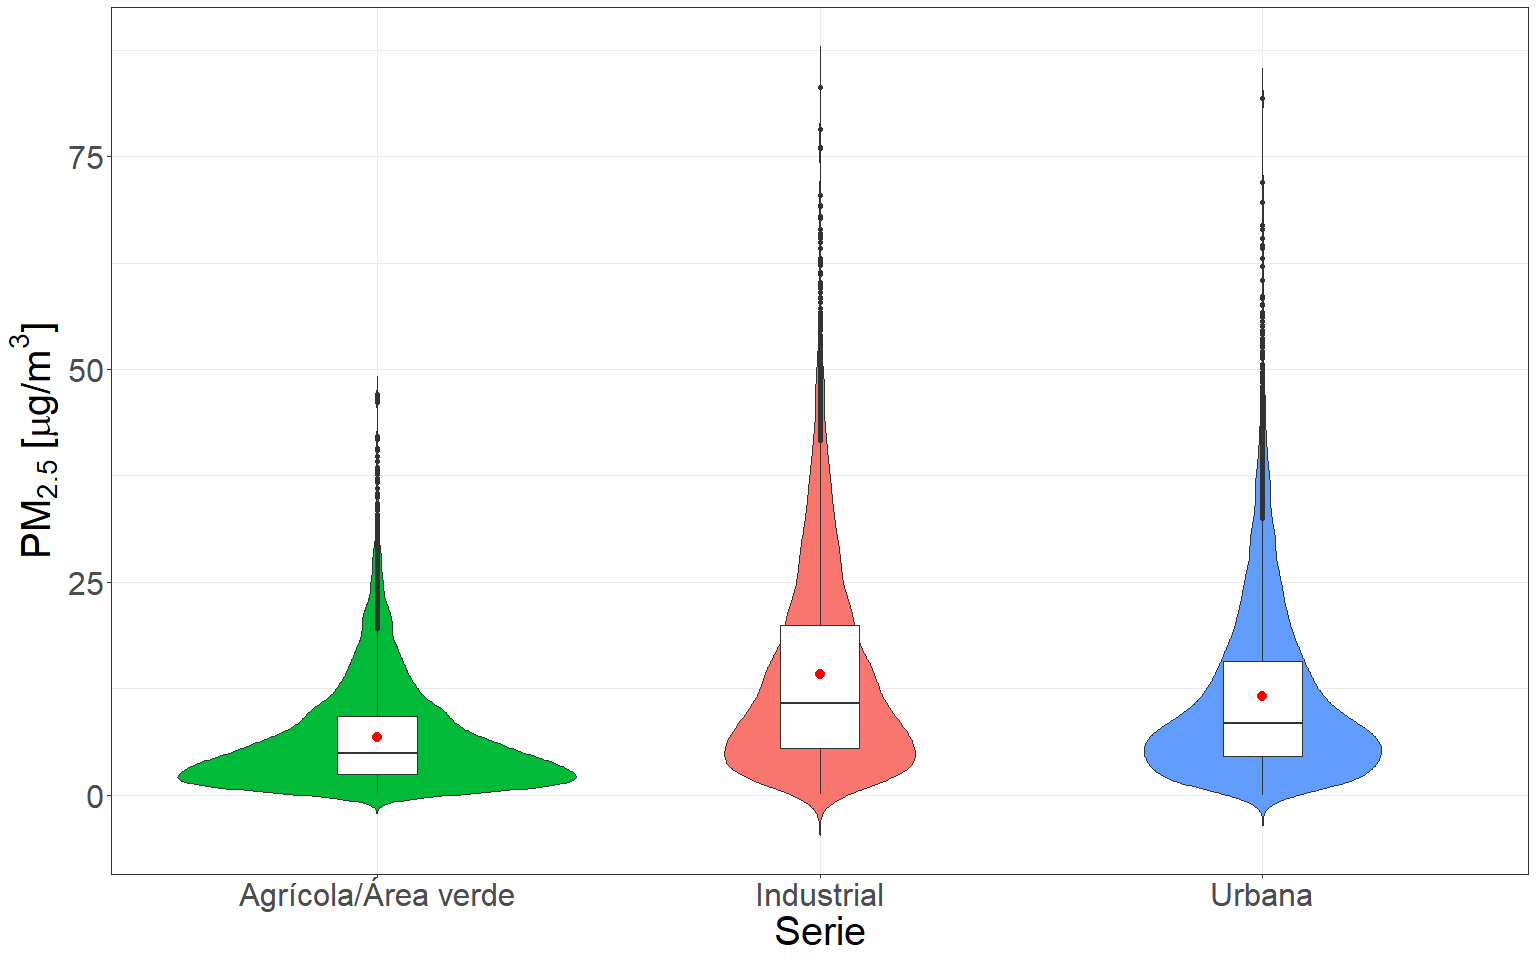 PM2.5 [µg/m3]
75
50
25
0
Agrícola/Área verde
Industrial
Urbana
Serie